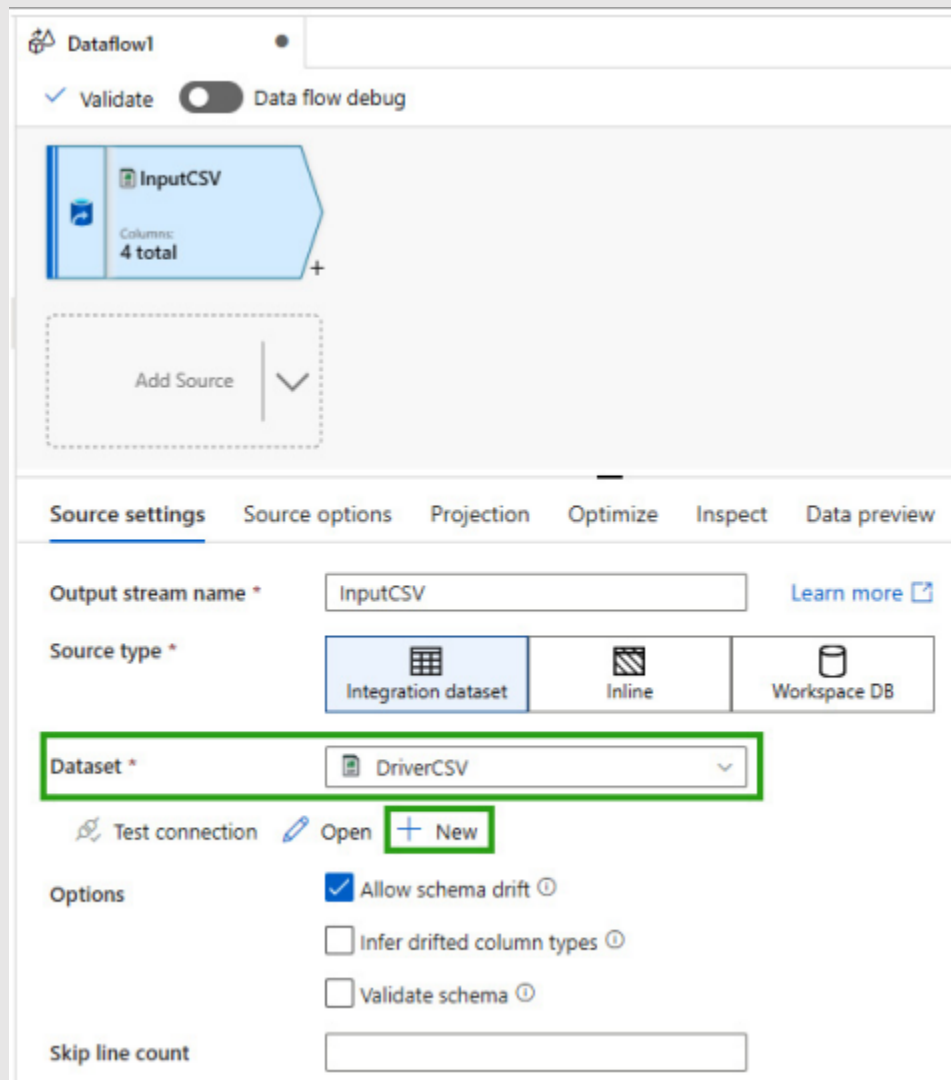 Dataflow1
Validate Data flow debug
InputCSV
Columns:
4 total
+
Add Source
Source settings Source options Projection Optimize Inspect Data preview
Output stream name * InputCSV Learn more
Source type * Integration dataset Inline Workspace DB
Dataset * DriverCSV
Test connection Open + New
Options Allow schema drift
Infer drifted column types
Validate schema
Skip line count